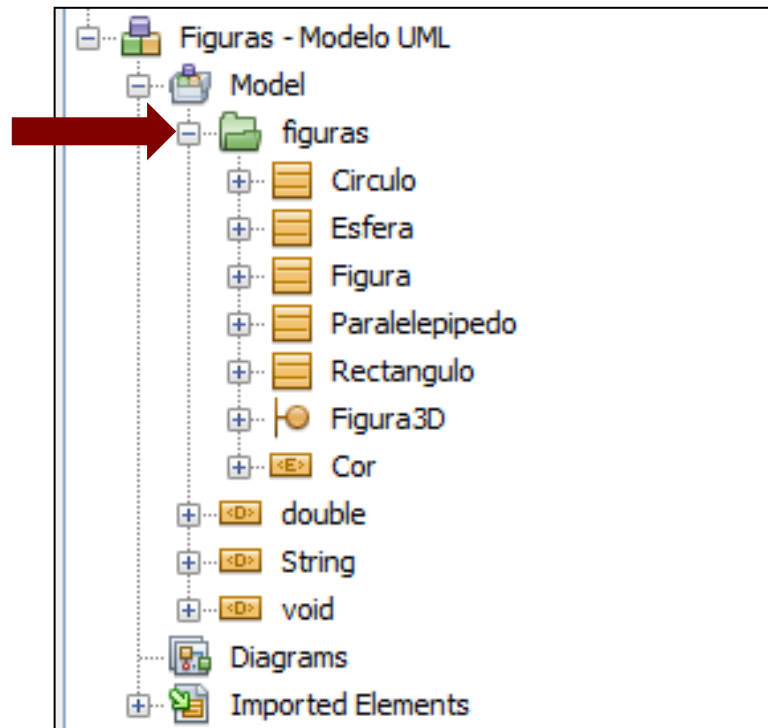 Figuras - Modelo UML
Model
figuras
Circulo
Esfera
Figura
Paralelepipedo
Rectangulo
Figura3D
<E> Cor
<D> double
<D> String
<D> void
Diagrams
Imported Elements